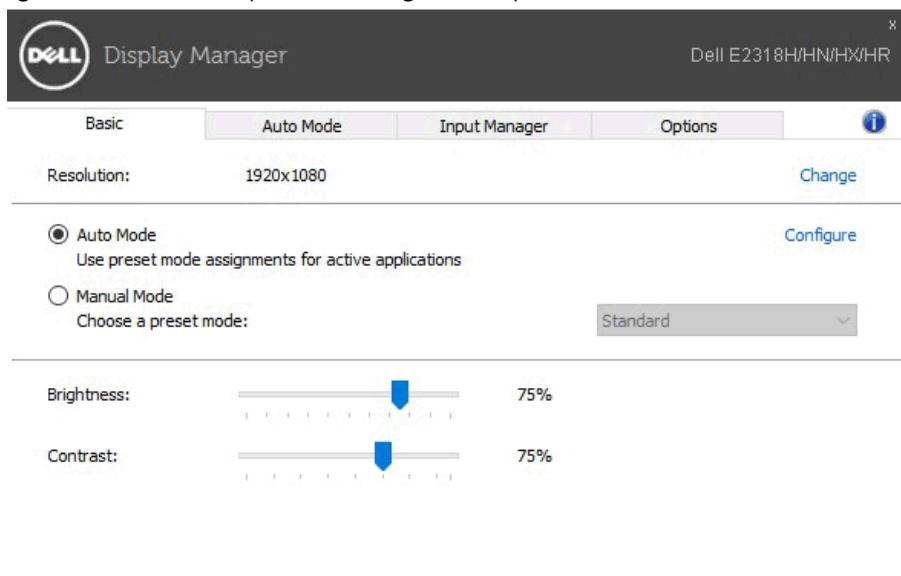 x
DELL Display Manager Dell E2318H/HN/HX/HR
Basic Auto Mode Input Manager Options i
Resolution: 1920x1080 Change
Auto Mode Configure
Use preset mode assignments for active applications
Manual Mode
Choose a preset mode: Standard
Brightness: 75%
Contrast: 75%